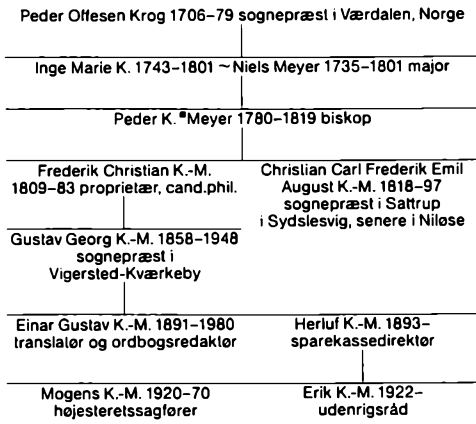 Peder Ottesen Krog 1706–79 sognepræst i Værdalen, Norge
Inge Marie K. 1743–1801 ~ Niels Meyer 1735–1801 major
Peder K. *Meyer 1780–1819 biskop
Frederik Christian K.-M.
1809–83 proprietær, cand.phil.
Christian Carl Frederik Emil
August K.-M. 1818–97
sognepræst i Sattrup
i Sydslesvig, senere i Niløse
Gustav Georg K.-M. 1858–1948
sognepræst i
Vigersted-Kværkeby
Einar Gustav K.-M. 1891–1980
translatør og ordbogsredaktør
Herluf K.-M. 1893–
sparekassedirektør
Mogens K.-M. 1920–70
højesteretssagfører
Erik K.-M. 1922–
udenrigsråd